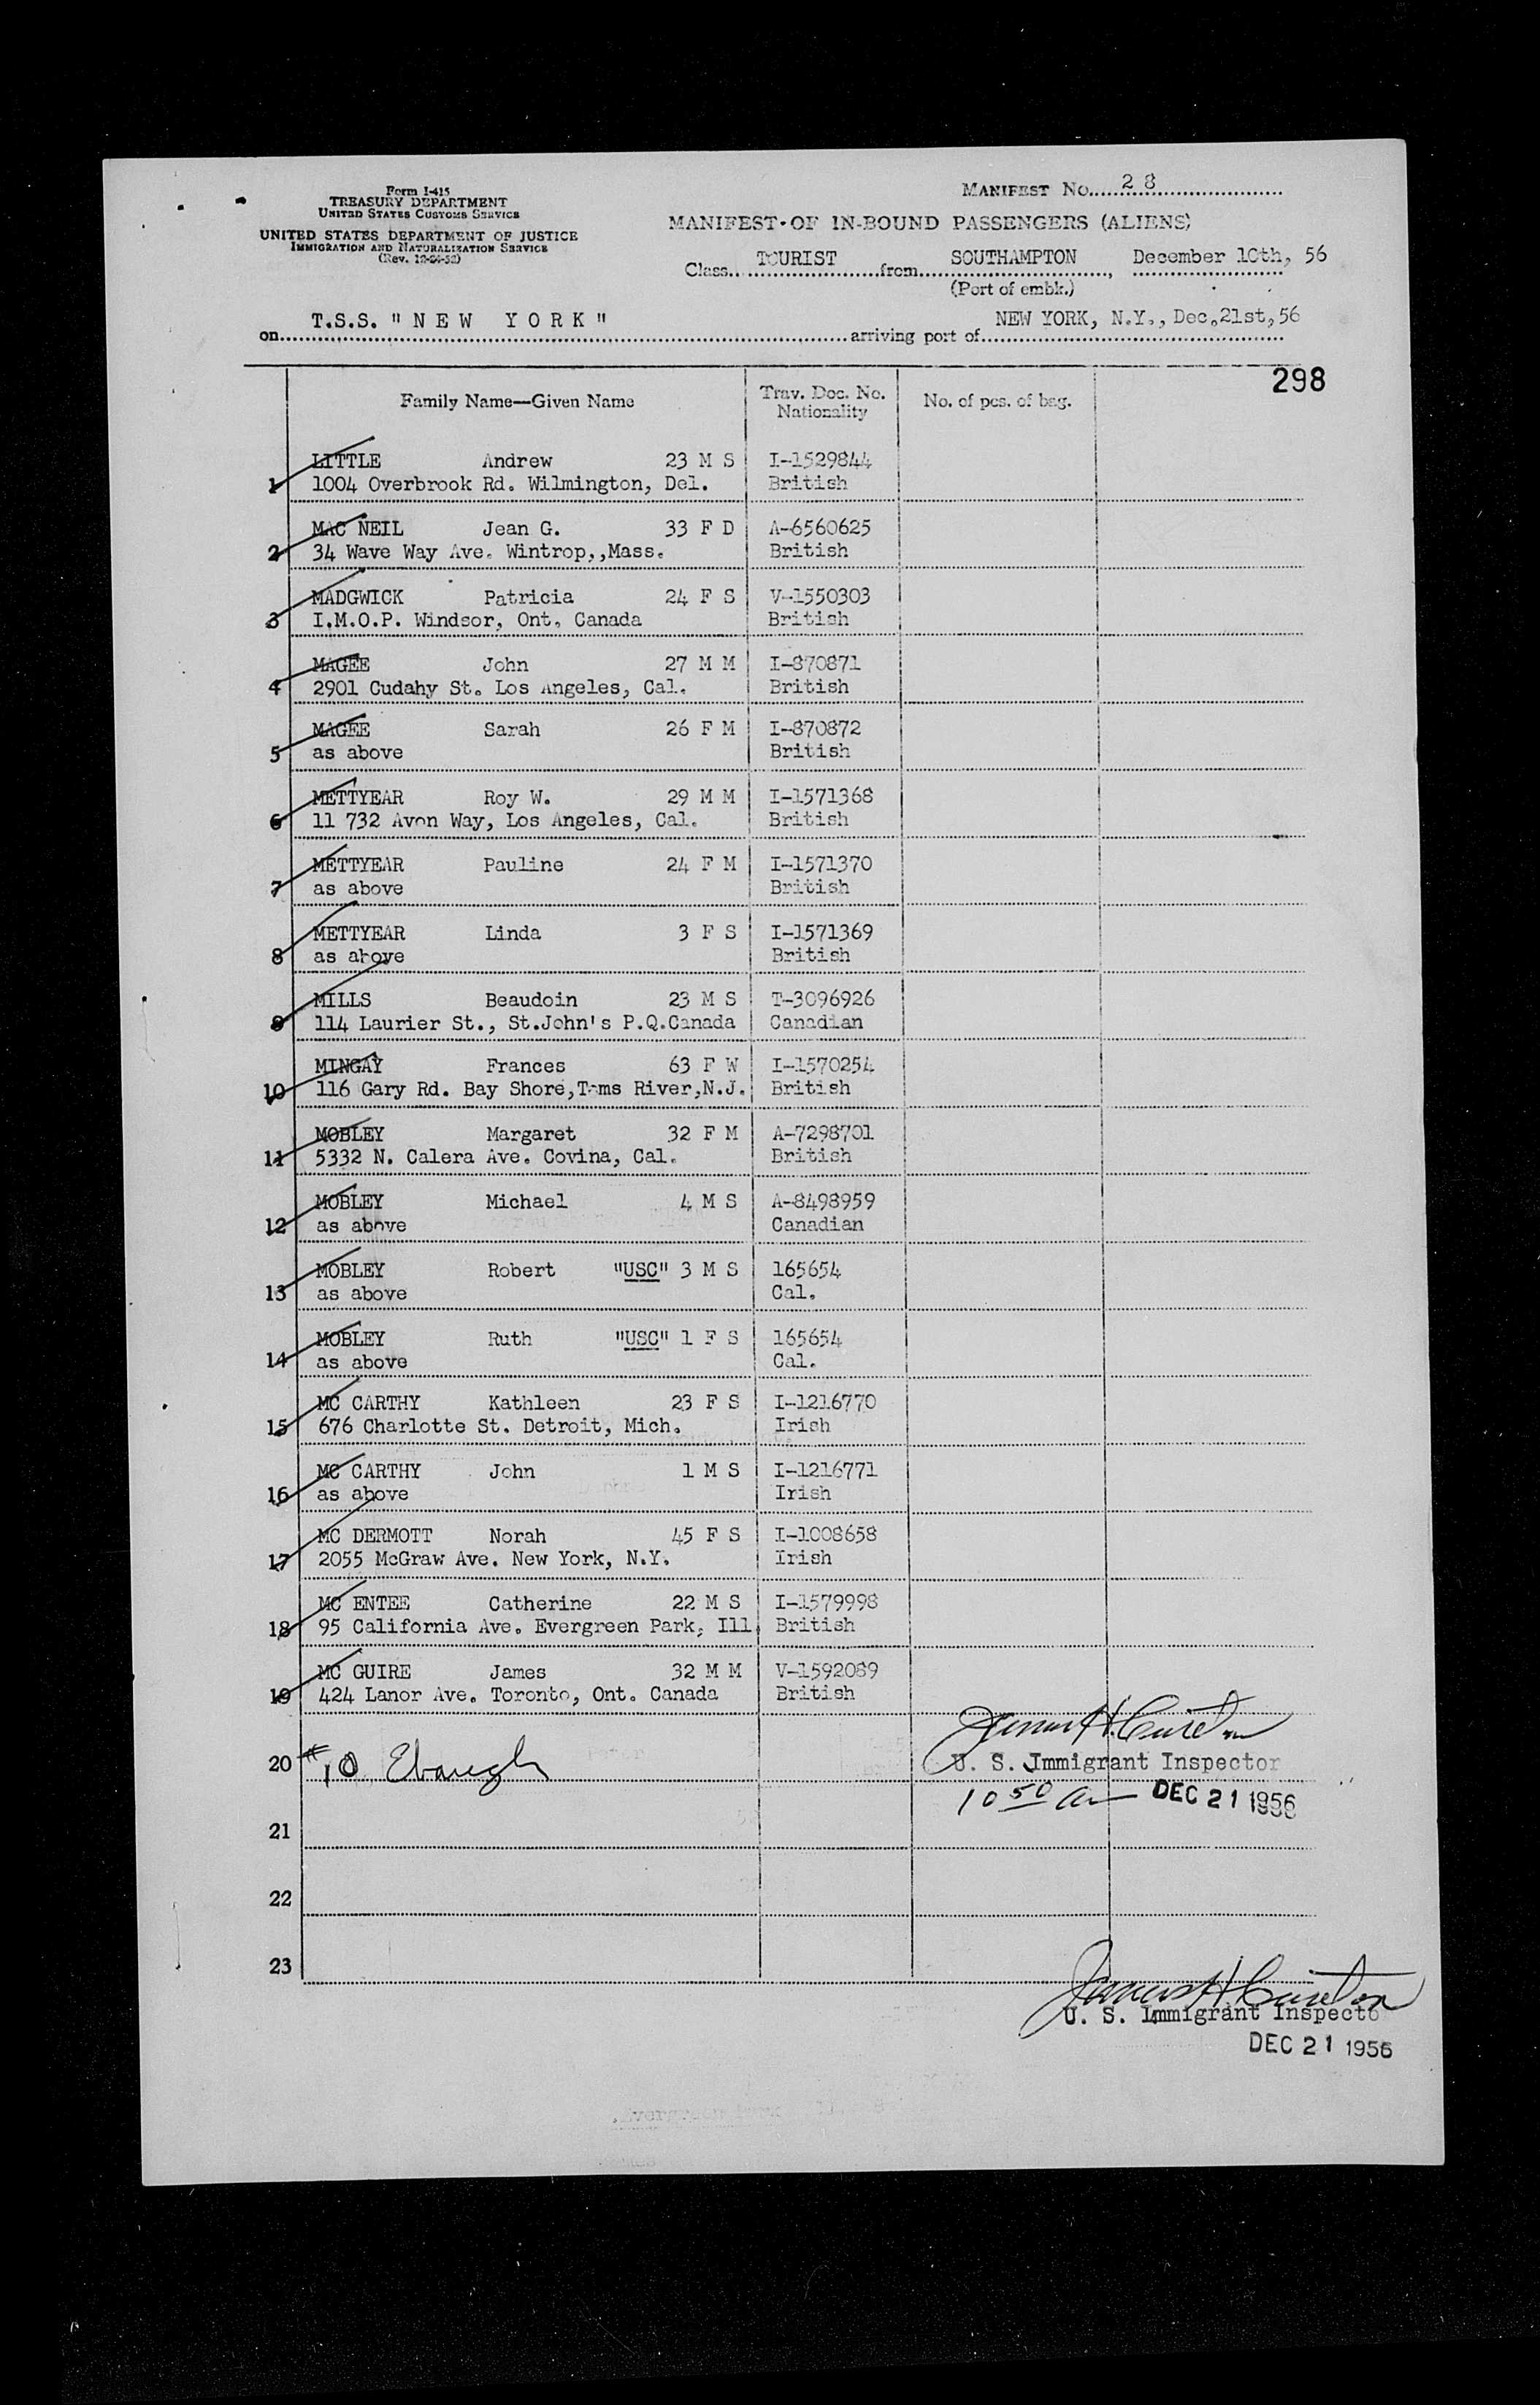 Form I-415
TREASURY DEPARTMENT
UNITED STATES CUSTOMS SERVICE
UNITED STATES DEPARTMENT OF JUSTICE
IMMIGRATION AND NATURALIZATION SERVICE
MANIFEST No. 28
MANIFEST OF IN-BOUND PASSENGERS (ALIENS)
Class TOURIST from SOUTHAMPTON, December 10th, 56
(Port of embk.)
on T.S.S. "NEW YORK" arriving port of NEW YORK, N.Y., Dec.21st,56
298
Family Name—Given Name Trav. Doc. No. Nationality No. of pcs. of bag.
1 LITTLE Andrew 23 M S I-1529844
1004 Overbrook Rd. Wilmington, Del. British
2 MAC NEIL Jean G. 33 F D A-6560625
34 Wave Way Ave. Wintrop,,Mass. British
3 MADGWICK Patricia 24 F S V-1550303
I.M.O.P. Windsor, Ont, Canada British
4 MAGEE John 27 M M I-870871
2901 Cudahy St. Los Angeles, Cal. British
5 MAGEE Sarah 26 F M I-870872
as above British
6 METTYEAR Roy W. 29 M M I-1571368
11 732 Avon Way, Los Angeles, Cal. British
7 METTYEAR Pauline 24 F M I-1571370
as above British
8 METTYEAR Linda 3 F S I-1571369
as above British
9 MILLS Beaudoin 23 M S T-3096926
114 Laurier St., St.John's P.Q.Canada Canadian
10 MINGAY Frances 63 F W I-1570254
116 Gary Rd. Bay Shore,Toms River,N.J. British
11 MOBLEY Margaret 32 F M A-7298701
5332 N. Calera Ave. Covina, Cal. British
12 MOBLEY Michael 4 M S A-8498959
as above Canadian
13 MOBLEY Robert "USC" 3 M S 165654
as above Cal.
14 MOBLEY Ruth "USC" 1 F S 165654
as above Cal.
15 MC CARTHY Kathleen 23 F S I-1216770
676 Charlotte St. Detroit, Mich. Irish
16 MC CARTHY John 1 M S I-1216771
as above Irish
17 MC DERMOTT Norah 45 F S I-1008658
2055 McGraw Ave. New York, N.Y. Irish
18 MC ENTEE Catherine 22 M S I-1579998
95 California Ave. Evergreen Park, Ill British
19 MC GUIRE James 32 M M V-1592089
424 Lanor Ave. Toronto, Ont. Canada British
20 #10 Ebaugh
U. S. Immigrant Inspector
10 50 am DEC 21 1956
21
22
23
U. S. Immigrant Inspecto
DEC 21 1956